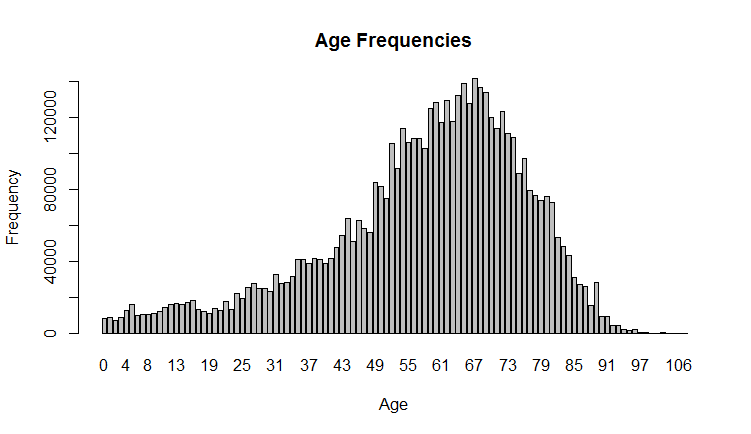 Age Frequencies
Frequency
0
40000
80000
120000
0 4 8 13 19 25 31 37 43 49 55 61 67 73 79 85 91 97 106
Age